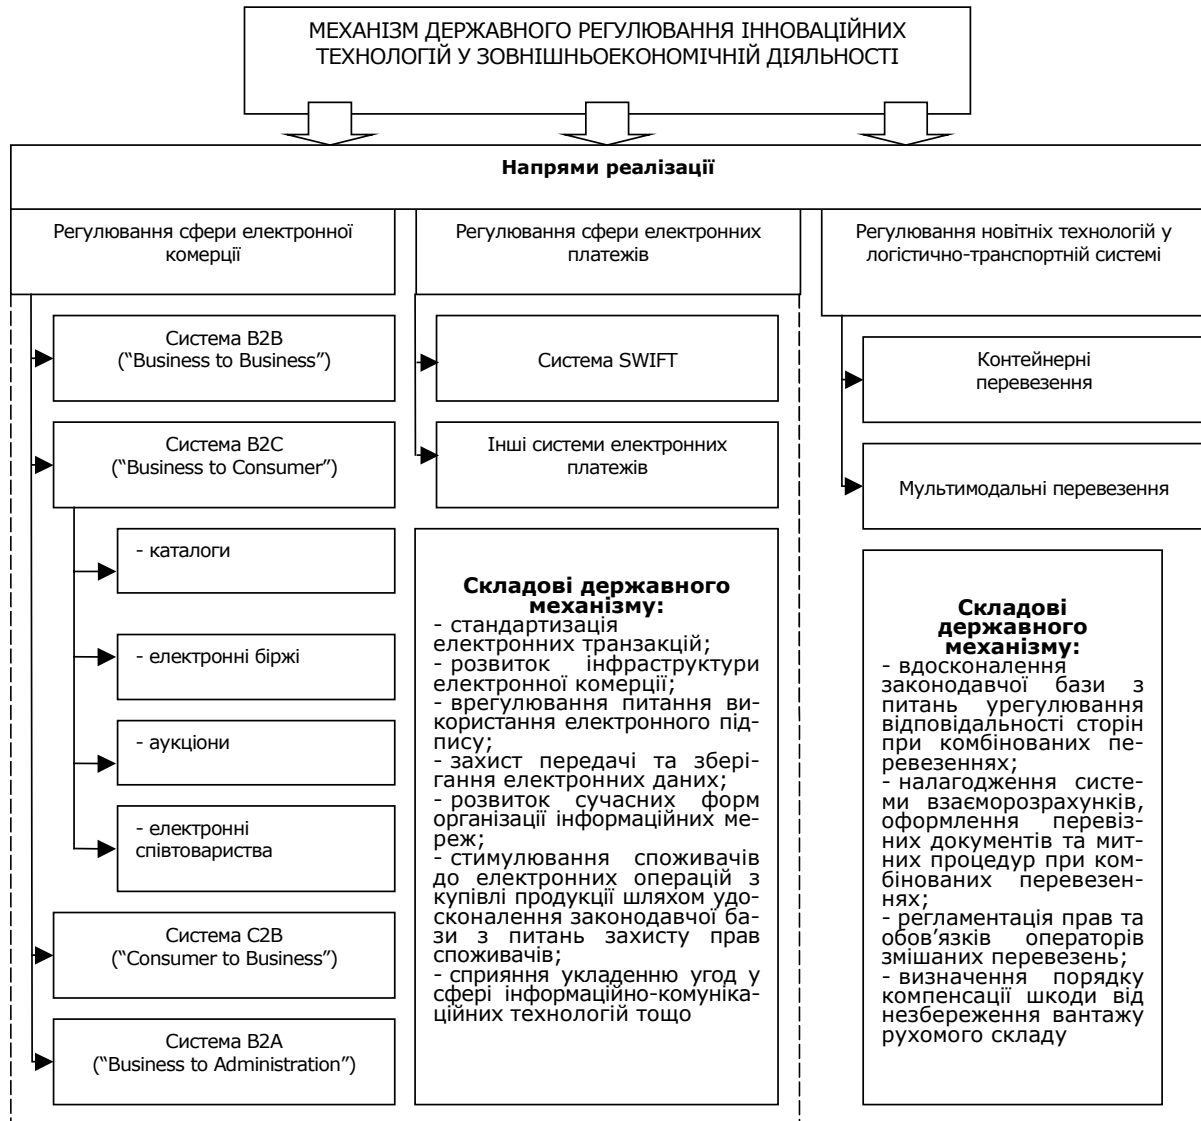 МЕХАНІЗМ ДЕРЖАВНОГО РЕГУЛЮВАННЯ ІННОВАЦІЙНИХ
ТЕХНОЛОГІЙ У ЗОВНІШНЬОЕКОНОМІЧНІЙ ДІЯЛЬНОСТІ
Напрями реалізації
Регулювання сфери електронної
комерції
Система B2B
(“Business to Business”)
Система B2C
(“Business to Consumer”)
- каталоги
- електронні біржі
- аукціони
- електронні
співтовариства
Система C2B
(“Consumer to Business”)
Система B2A
(“Business to Administration”)
Регулювання сфери електронних
платежів
Система SWIFT
Інші системи електронних
платежів
Складові державного
механізму:
- стандартизація
електронних транзакцій;
- розвиток інфраструктури
електронної комерції;
- врегулювання питання ви-
користання електронного під-
пису;
- захист передачі та збері-
гання електронних даних;
- розвиток сучасних форм
організації інформаційних ме-
реж;
- стимулювання споживачів
до електронних операцій з
купівлі продукції шляхом удо-
сконалення законодавчої ба-
зи з питань захисту прав
споживачів;
- сприяння укладенню угод у
сфері інформаційно-комуніка-
ційних технологій тощо
Регулювання новітніх технологій у
логістично-транспортній системі
Контейнерні
перевезення
Мультимодальні перевезення
Складові
державного
механізму:
- вдосконалення
законодавчої бази з
питань урегулювання
відповідальності сторін
при комбінованих пе-
ревезеннях;
- налагодження систе-
ми взаєморозрахунків,
оформлення перевіз-
них документів та мит-
них процедур при ком-
бінованих перевезен-
нях;
- регламентація прав та
обов’язків операторів
змішаних перевезень;
- визначення порядку
компенсації шкоди від
незбереження вантажу
рухомого складу